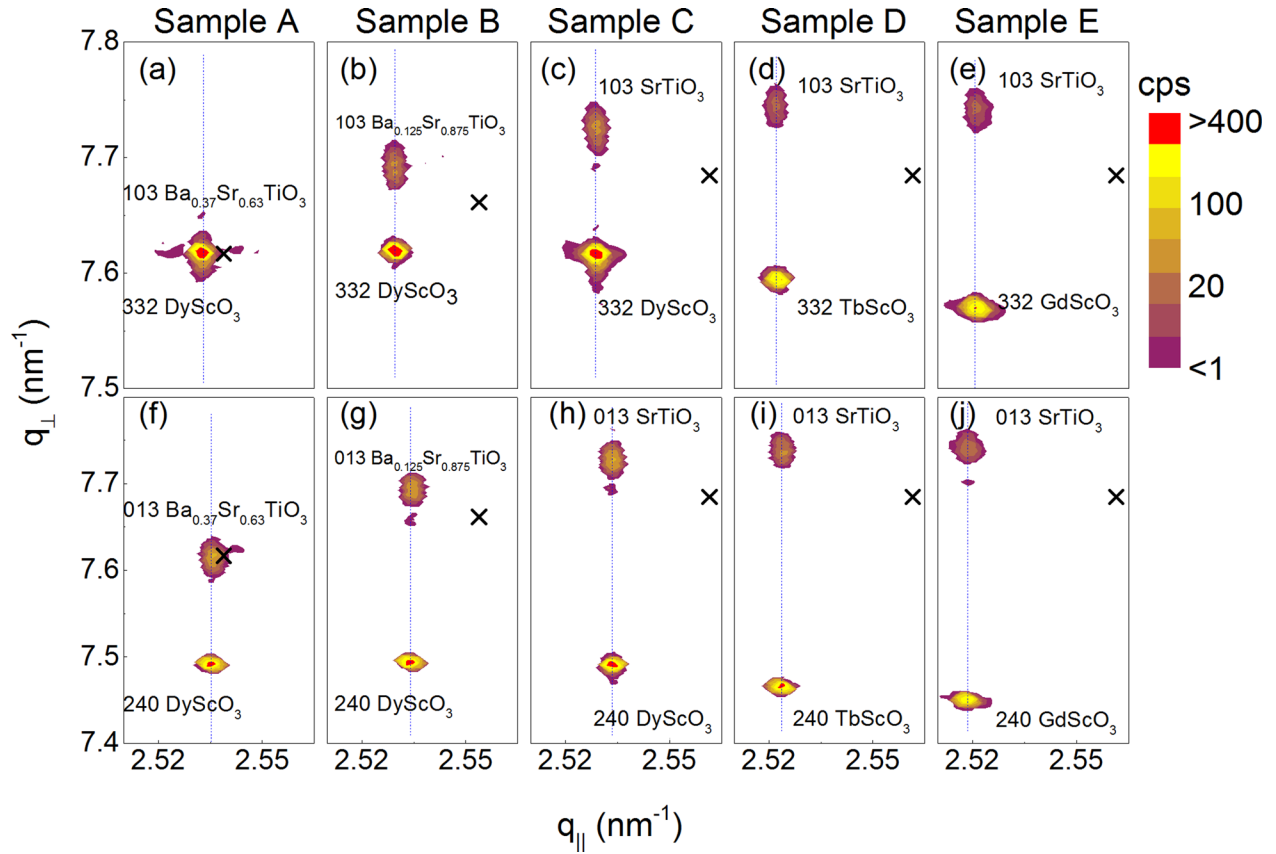 Sample A Sample B Sample C Sample D Sample E
7.8
7.7
7.6
7.5
(a)
103 Ba0.37Sr0.63TiO3
332 DyScO3
(b)
103 Ba0.125Sr0.875TiO3
332 DyScO3
(c)
103 SrTiO3
332 DyScO3
(d)
103 SrTiO3
332 TbScO3
(e)
103 SrTiO3
332 GdScO3
cps
>400
100
20
<1
q⊥ (nm-1)
7.7
7.6
7.5
7.4
(f)
013 Ba0.37Sr0.63TiO3
240 DyScO3
(g)
013 Ba0.125Sr0.875TiO3
240 DyScO3
(h)
013 SrTiO3
240 DyScO3
(i)
013 SrTiO3
240 TbScO3
(j)
013 SrTiO3
240 GdScO3
2.52 2.55 2.52 2.55 2.52 2.55 2.52 2.55 2.52 2.55
q|| (nm-1)